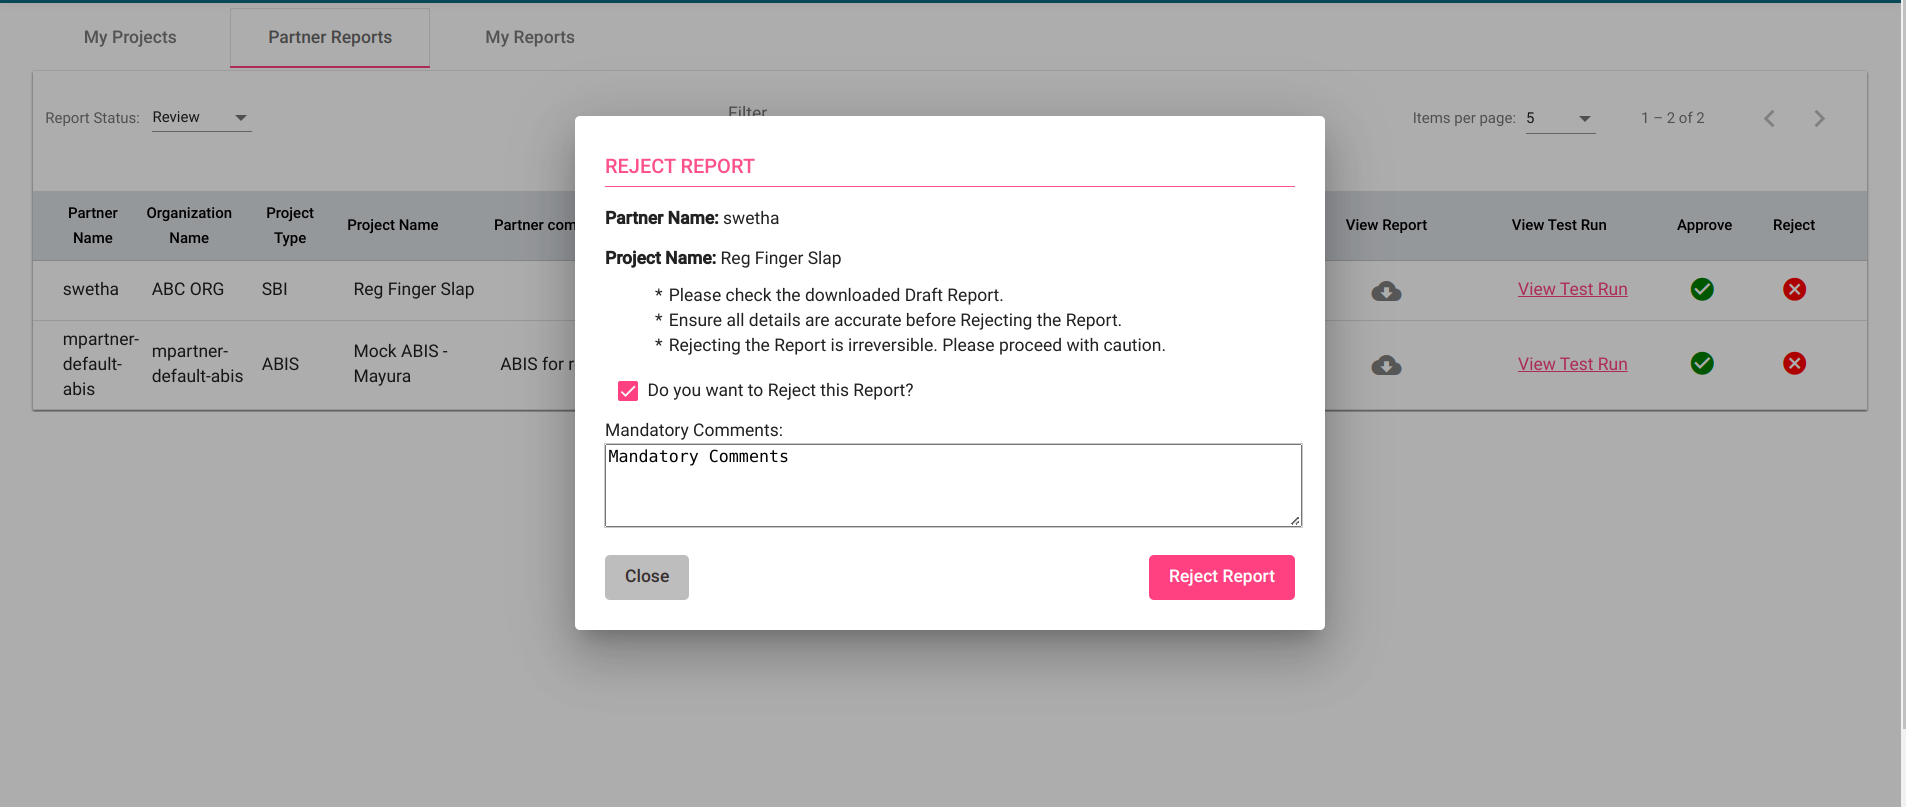 My Projects
Partner Reports
My Reports
Report Status: Review
Filter
Items per page: 5
1 – 2 of 2
Partner Name
Organization Name
Project Type
Project Name
Partner com
View Report
View Test Run
Approve
Reject
swetha
ABC ORG
SBI
Reg Finger Slap
View Test Run
mpartner-
default-
abis
mpartner-
default-abis
ABIS
Mock ABIS -
Mayura
ABIS for r
View Test Run
REJECT REPORT
Partner Name: swetha
Project Name: Reg Finger Slap
* Please check the downloaded Draft Report.
* Ensure all details are accurate before Rejecting the Report.
* Rejecting the Report is irreversible. Please proceed with caution.
Do you want to Reject this Report?
Mandatory Comments:
Mandatory Comments
Close
Reject Report